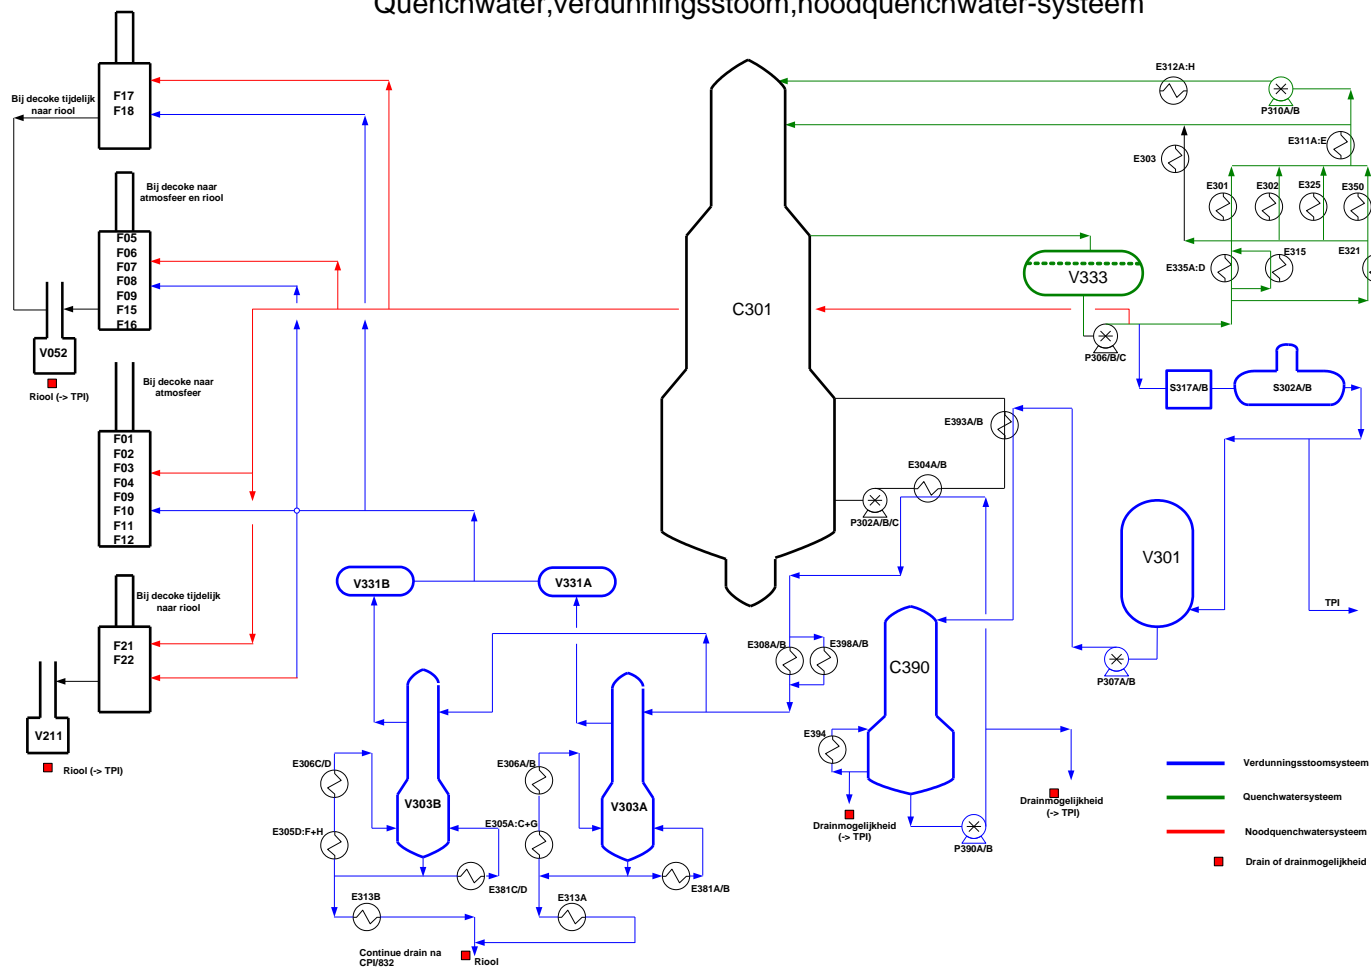 Quenchwater,verdunningsstoom,noodquenchwater-systeem
E312A:H
P310A/B
Bij decoke tijdelijk
naar riool
F17
F18
E311A:E
E303
Bij decoke naar
atmosfeer en riool
E301
E302
E325
E350
F05
F06
F07
F08
F09
F15
F16
E335A:D
E315
E321
V333
C301
V052
P306/B/C
Riool (-> TPI)
Bij decoke naar
atmosfeer
S317A/B
S302A/B
F01
F02
F03
F04
F09
F10
F11
F12
E393A/B
E304A/B
P302A/B/C
V301
V331B
V331A
Bij decoke tijdelijk
naar riool
TPI
F21
F22
E308A/B
E398A/B
C390
P307A/B
V211
E394
Riool (-> TPI)
E306C/D
E306A/B
V303B
V303A
Verdunningsstoomsysteem
Quenchwatersysteem
Noodquenchwatersysteem
Drain of drainmogelijkheid
Drainmogelijkheid
(-> TPI)
Drainmogelijkheid
(-> TPI)
E305D:F+H
E305A:C+G
P390A/B
E381C/D
E381A/B
E313B
E313A
Continue drain na
CPI/832
Riool